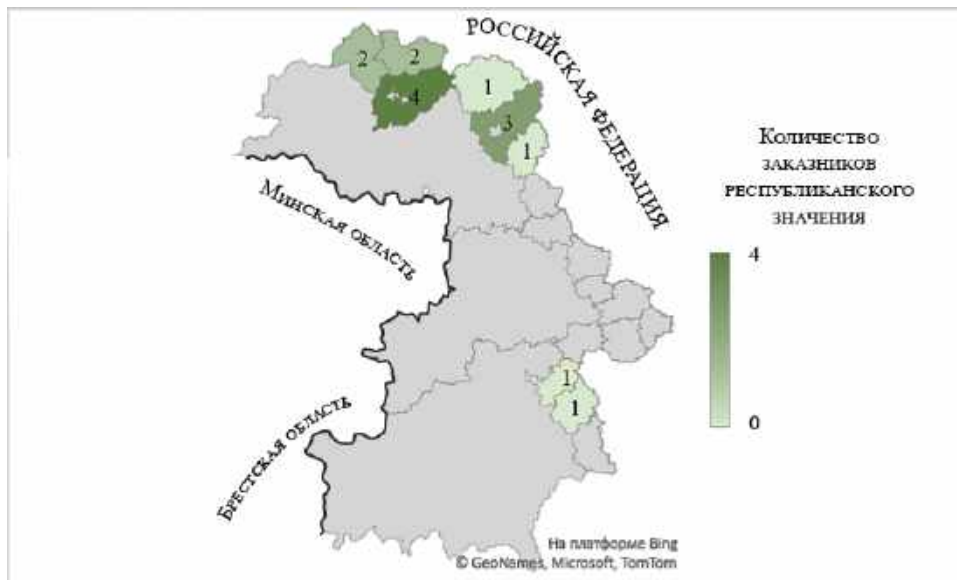 РОССИЙСКАЯ ФЕДЕРАЦИЯ
2
2
1
4
3
1
Количество
заказников
республиканского
значения
Минская область
4
1
1
0
Брестская область
На платформе Bing
© GeoNames, Microsoft, TomTom